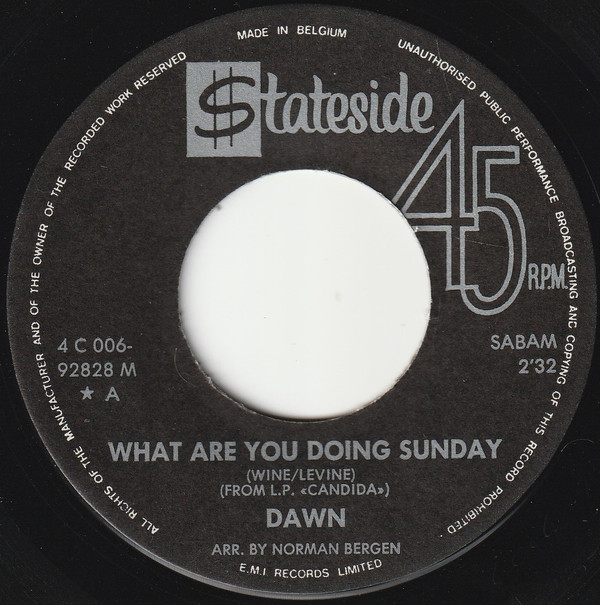 MADE IN BELGIUM
UNAUTHORISED PUBLIC PERFORMANCE BROADCASTING AND COPYING OF THIS RECORD PROHIBITED
ALL RIGHTS OF THE MANUFACTURER AND OF THE OWNER OF THE RECORDED WORK RESERVED
$tateside
45 R.P.M.
4 C 006-
92828 M
★ A
SABAM
2'32
WHAT ARE YOU DOING SUNDAY
(WINE/LEVINE)
(FROM L.P. «CANDIDA»)
DAWN
ARR. BY NORMAN BERGEN
E.M.I. RECORDS LIMITED